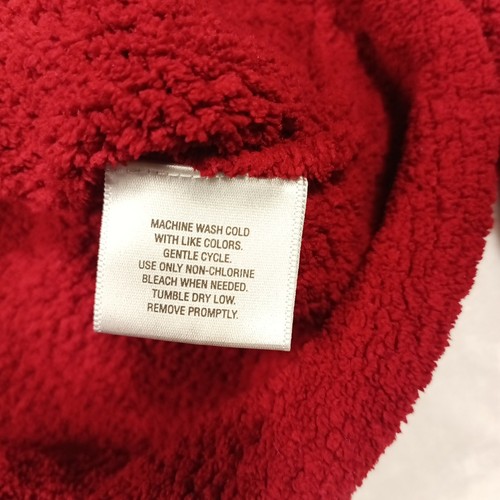 MACHINE WASH COLD
WITH LIKE COLORS.
GENTLE CYCLE.
USE ONLY NON-CHLORINE
BLEACH WHEN NEEDED.
TUMBLE DRY LOW.
REMOVE PROMPTLY.